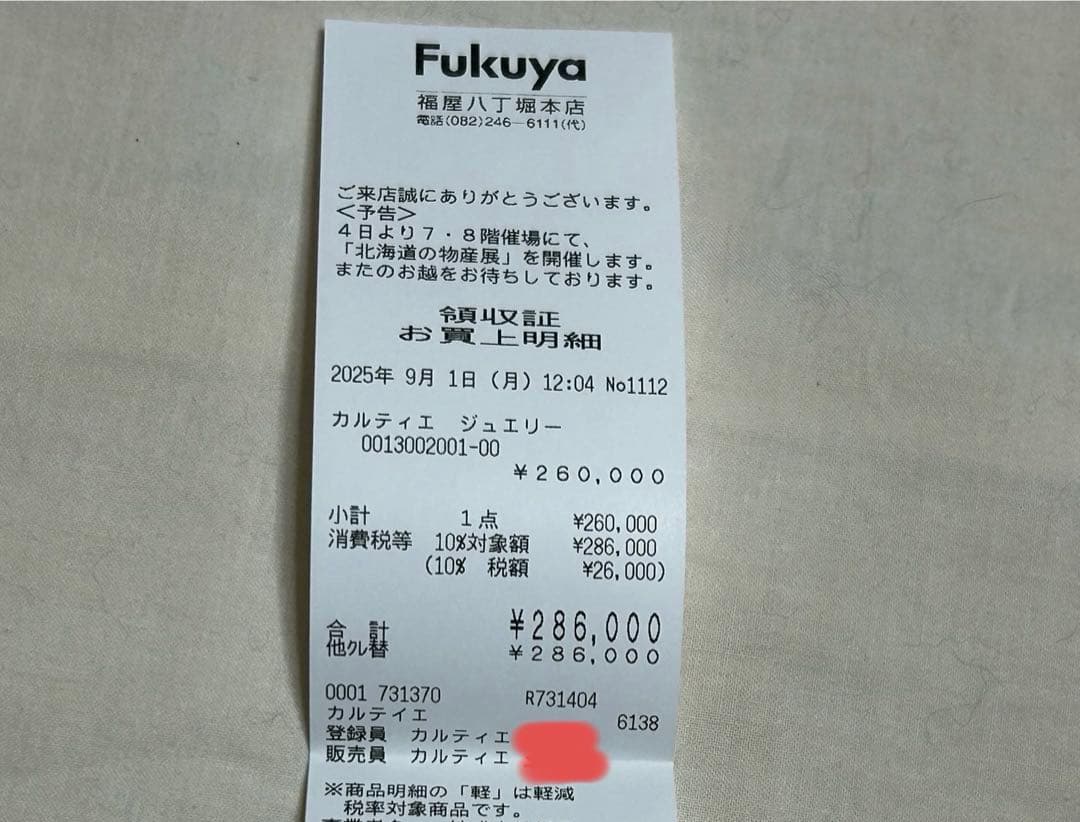 Fukuya
福屋八丁堀本店
電話(082)246-6111(代)
ご来店誠にありがとうございます。
<予告>
4日より7・8階催場にて、
「北海道の物産展」を開催します。
またのお越をお待ちしております。
領収証
お買上明細
2025年 9月 1日(月) 12:04 No1112
カルティエ ジュエリー
0013002001-00
¥260,000
小計 1点 ¥260,000
消費税等 10%対象額 ¥286,000
(10% 税額 ¥26,000)
合 計 ¥286,000
他クレ替 ¥286,000
0001 731370 R731404
カルティエ 6138
登録員 カルティエ
販売員 カルティエ
※商品明細の「軽」は軽減
税率対象商品です。